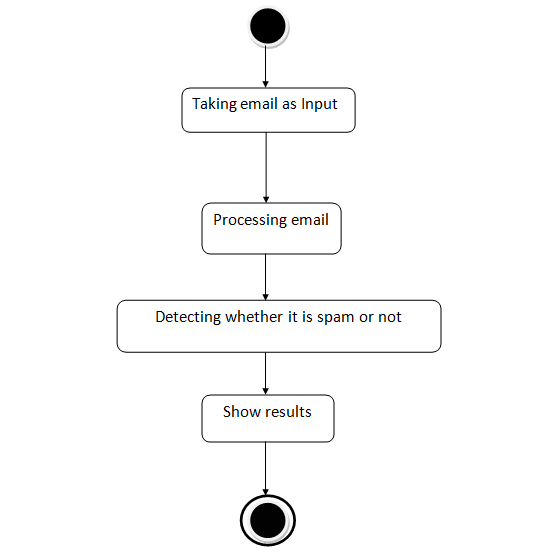 Taking email as Input
Processing email
Detecting whether it is spam or not
Show results